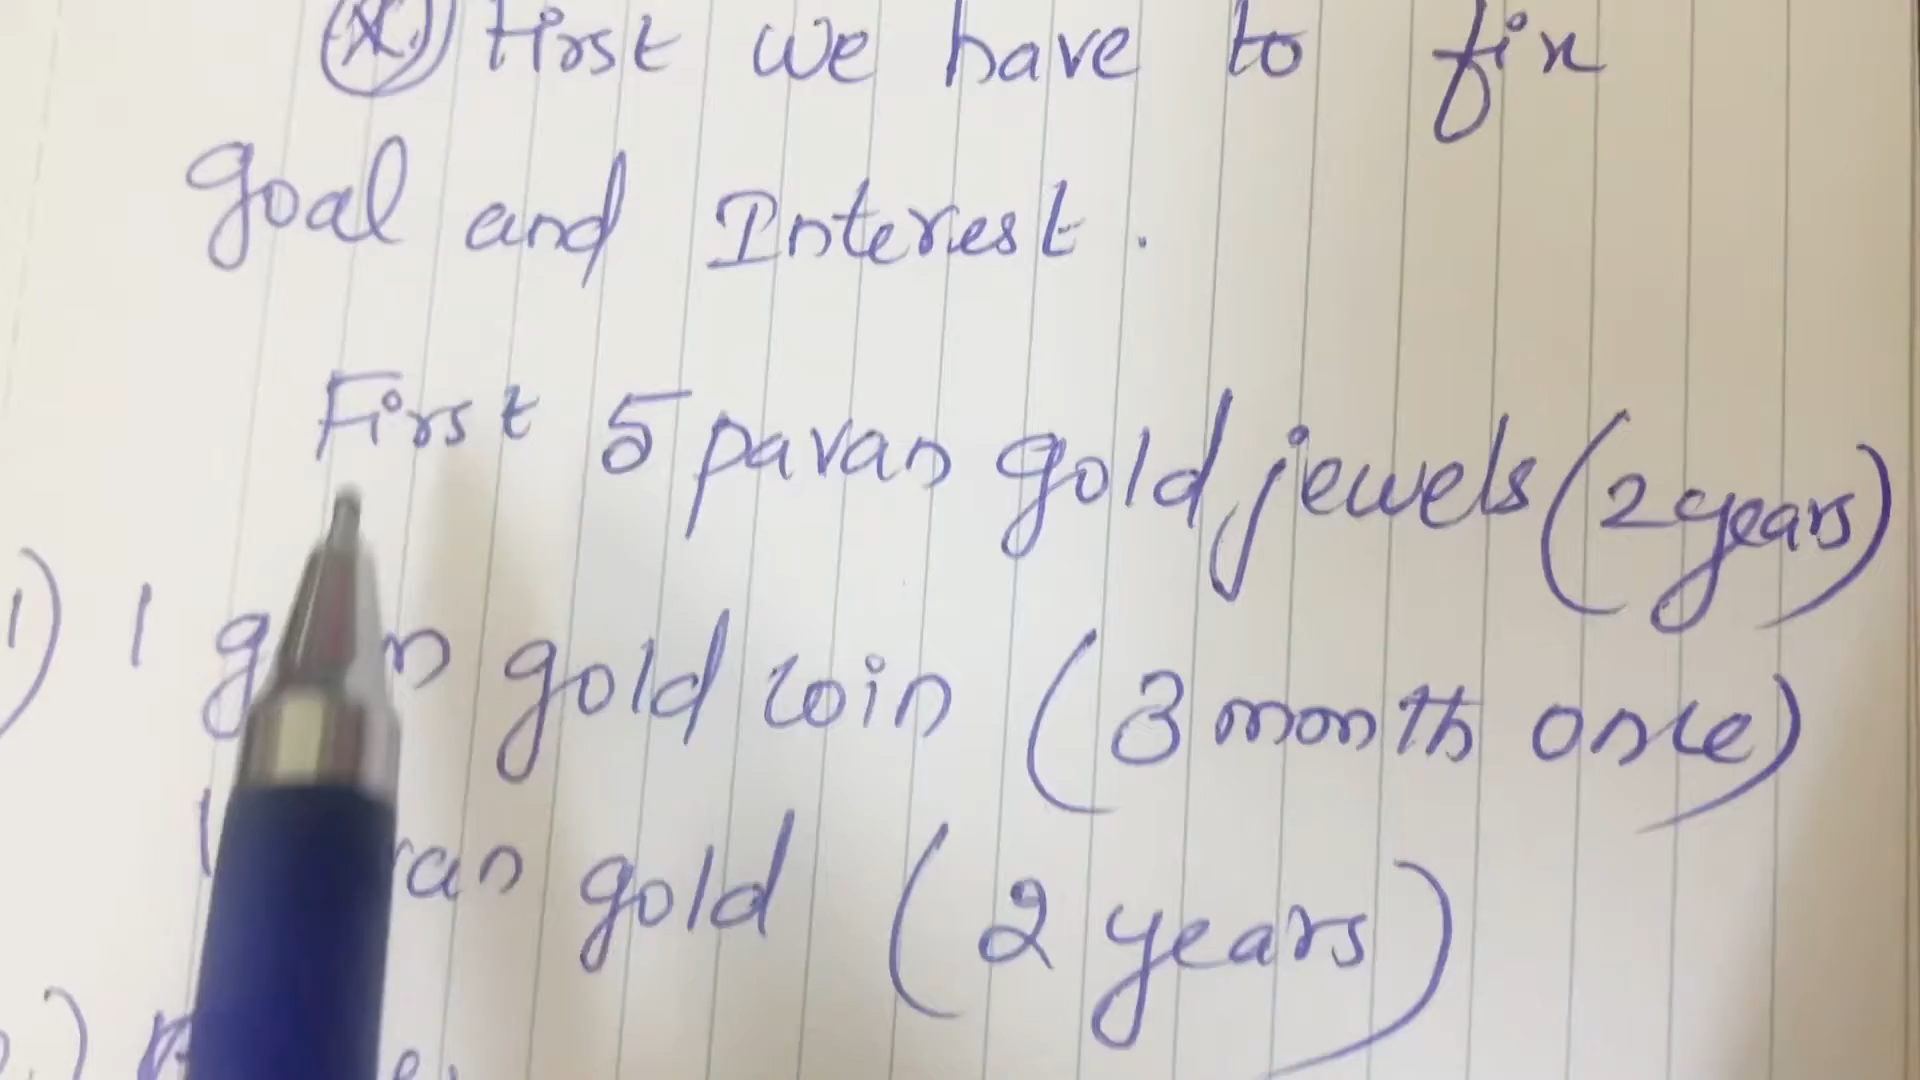 First we have to fix
goal and Interest.
First 5 pavan gold jewels (2 years)
1) 1 gold coin (3 month once)
1 gold (2 years)